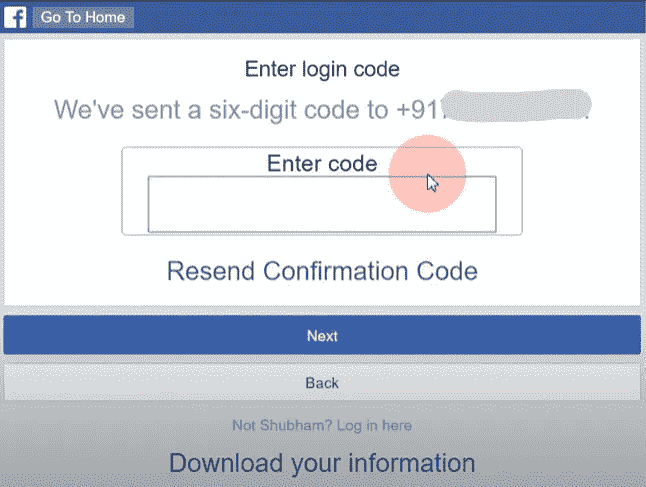 Go To Home
Enter login code
We've sent a six-digit code to +91
Enter code
Resend Confirmation Code
Next
Back
Not Shubham? Log in here
Download your information